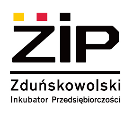 ZIP
Zduńskowolski
Inkubator Przedsiębiorczości